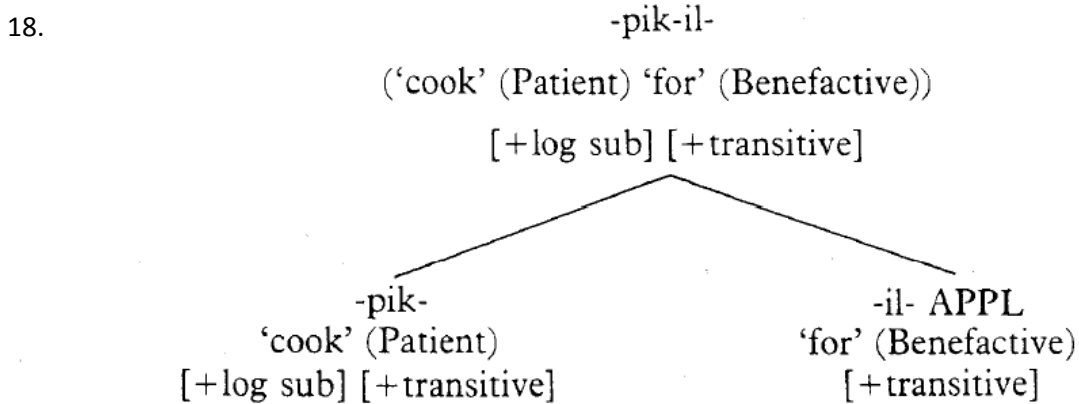 18.
-pik-il-
(‘cook’ (Patient) ‘for’ (Benefactive))
[+log sub] [+transitive]
-pik-
‘cook’ (Patient)
[+log sub] [+transitive]
-il- APPL
‘for’ (Benefactive)
[+transitive]